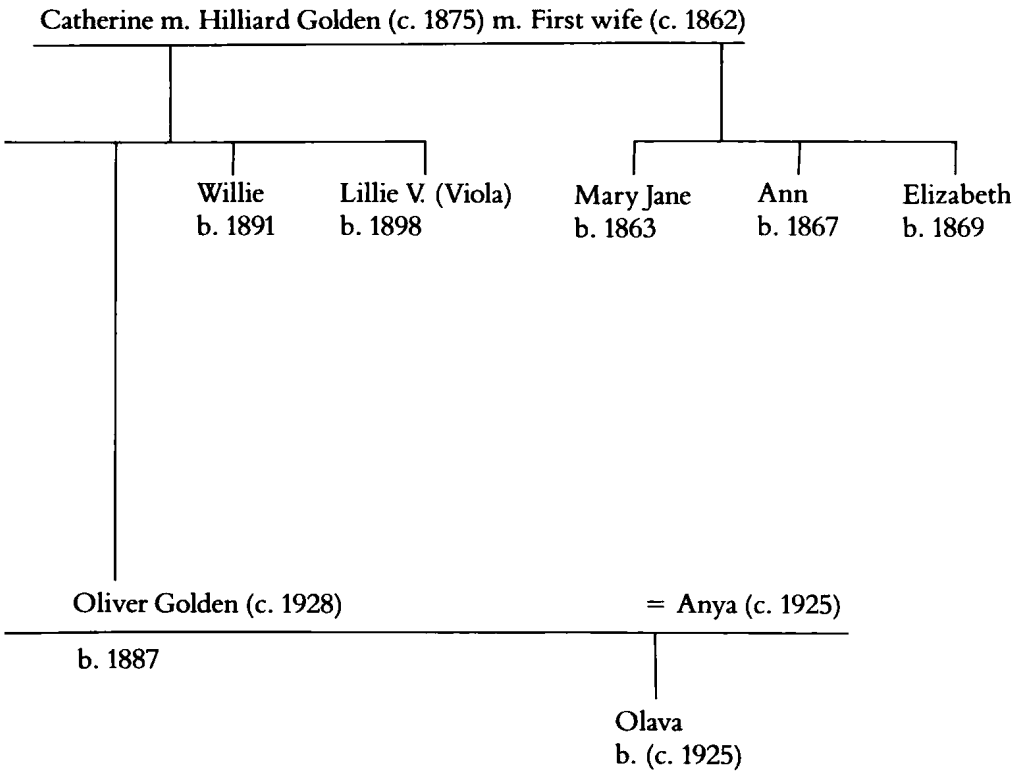 Catherine m. Hilliard Golden (c. 1875) m. First wife (c. 1862)
Willie
b. 1891
Lillie V. (Viola)
b. 1898
Mary Jane
b. 1863
Ann
b. 1867
Elizabeth
b. 1869
Oliver Golden (c. 1928)
= Anya (c. 1925)
b. 1887
Olava
b. (c. 1925)